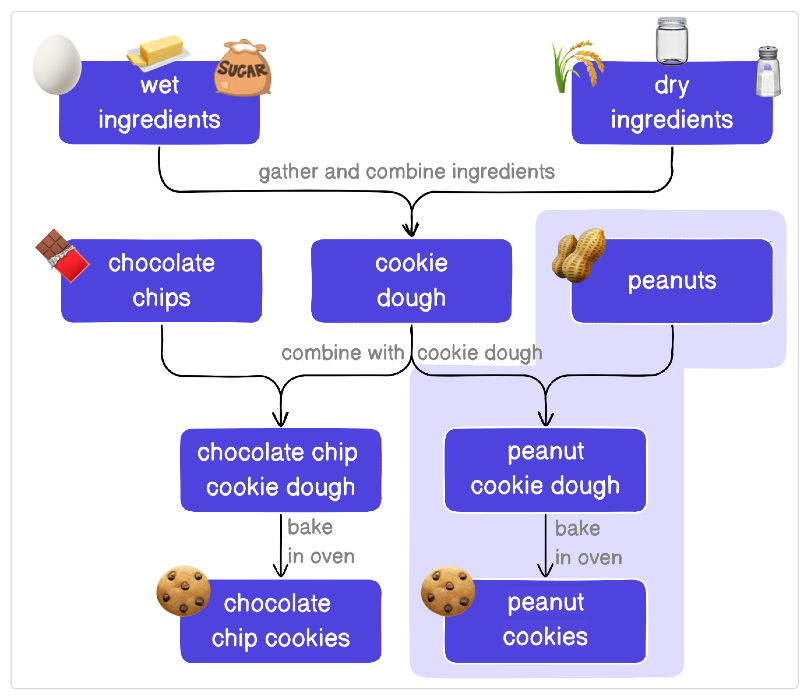 SUGAR
wet
ingredients
dry
ingredients
gather and combine ingredients
chocolate
chips
cookie
dough
peanuts
combine with cookie dough
chocolate chip
cookie dough
peanut
cookie dough
bake
in oven
bake
in oven
chocolate
chip cookies
peanut
cookies